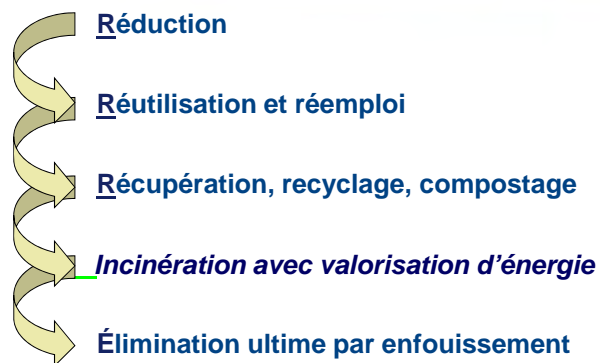 Réduction
Réutilisation et réemploi
Récupération, recyclage, compostage
Incinération avec valorisation d’énergie
Élimination ultime par enfouissement